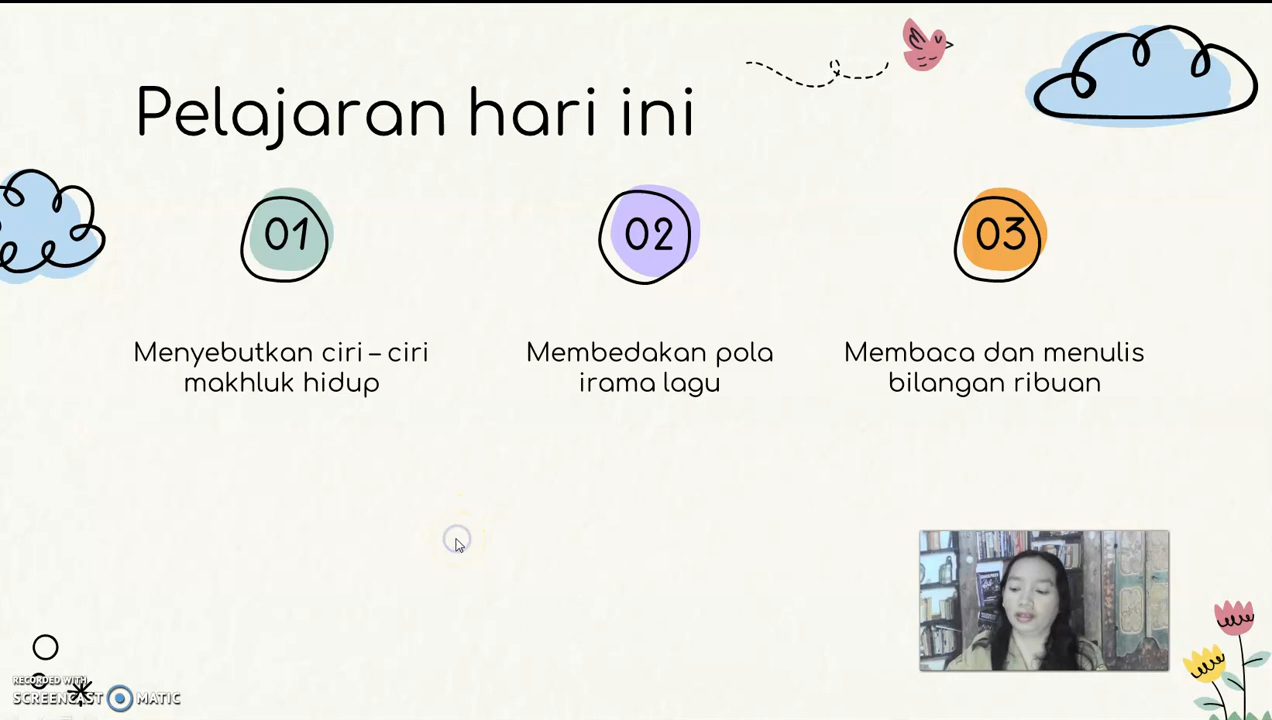 Pelajaran hari ini
01
02
03
Menyebutkan ciri – ciri
makhluk hidup
Membedakan pola
irama lagu
Membaca dan menulis
bilangan ribuan
RECORDED WITH
SCREENCAST MATIC